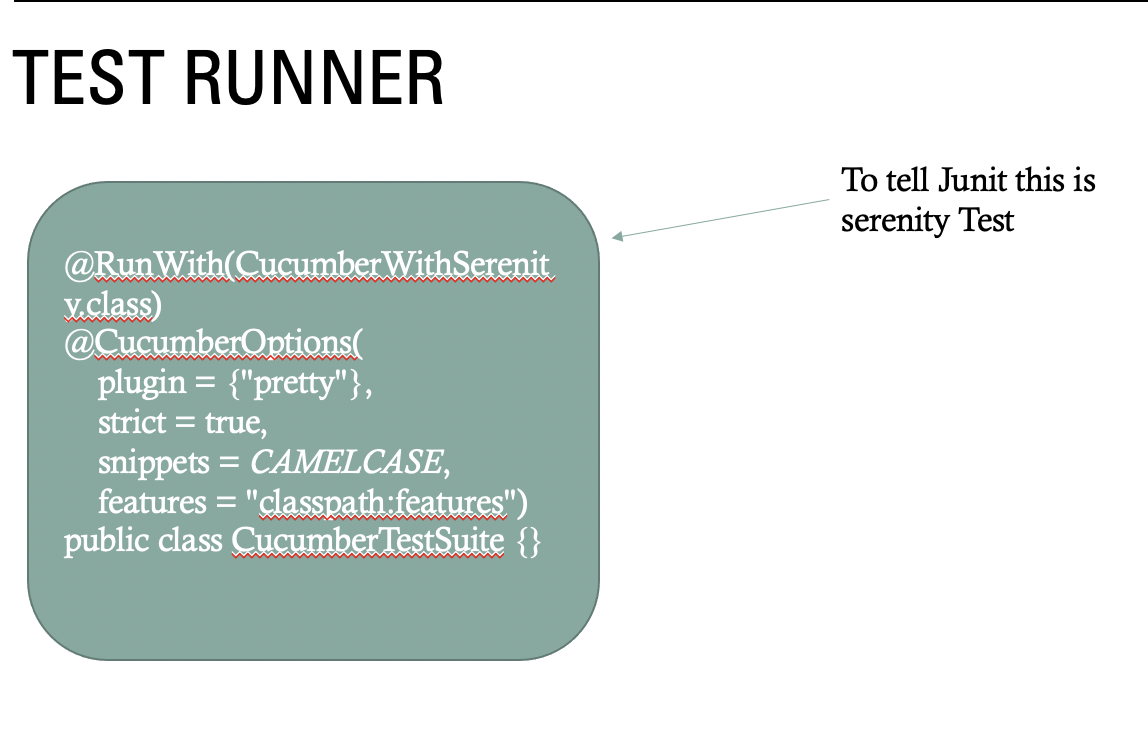 TEST RUNNER
To tell Junit this is
serenity Test
@RunWith(CucumberWithSerenit
y.class)
@CucumberOptions(
plugin = {"pretty"},
strict = true,
snippets = CAMELCASE,
features = "classpath:features")
public class CucumberTestSuite {}